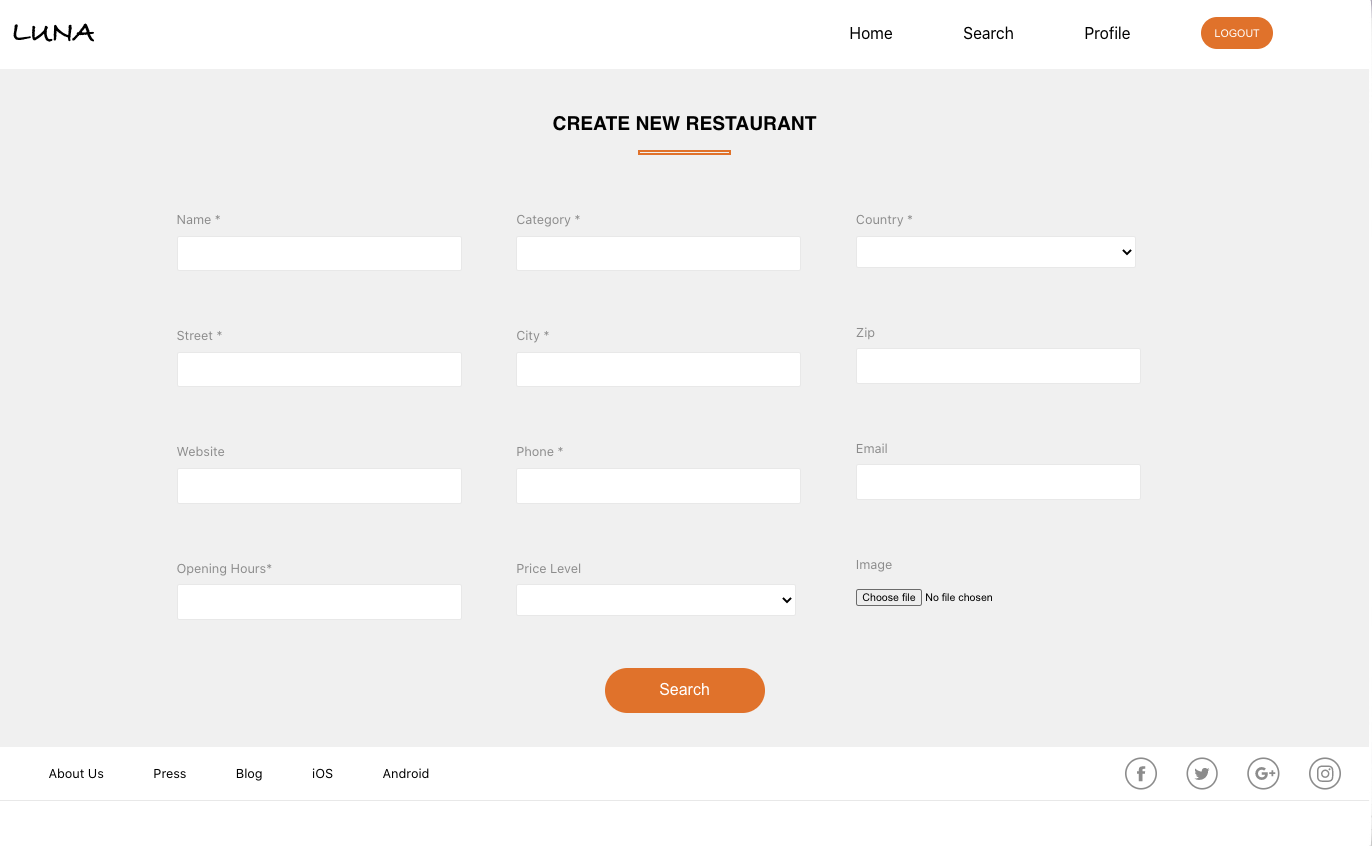 LUNA
Home Search Profile LOGOUT
CREATE NEW RESTAURANT
Name * Category * Country *
Street * City * Zip
Website Phone * Email
Opening Hours* Price Level Image
Choose file No file chosen
Search
About Us Press Blog iOS Android